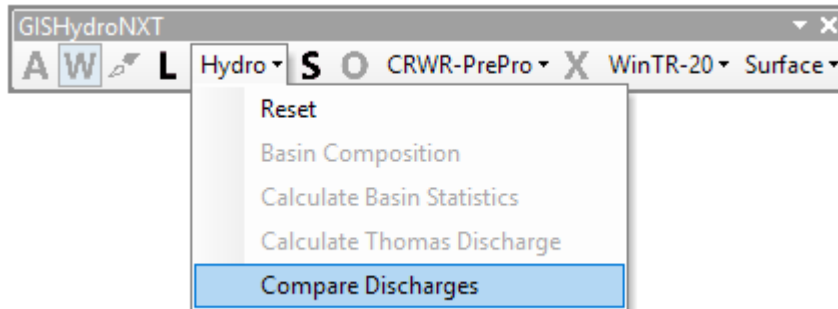 GISHydroNXT
A W L Hydro S O CRWR-PrePro X WinTR-20 Surface
Reset
Basin Composition
Calculate Basin Statistics
Calculate Thomas Discharge
Compare Discharges